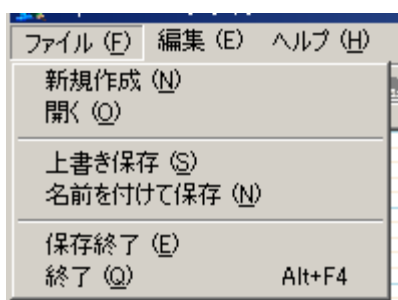 ファイル (F) 編集 (E) ヘルプ (H)
新規作成 (N)
開く (O)
上書き保存 (S)
名前を付けて保存 (N)
保存終了 (E)
終了 (Q) Alt+F4